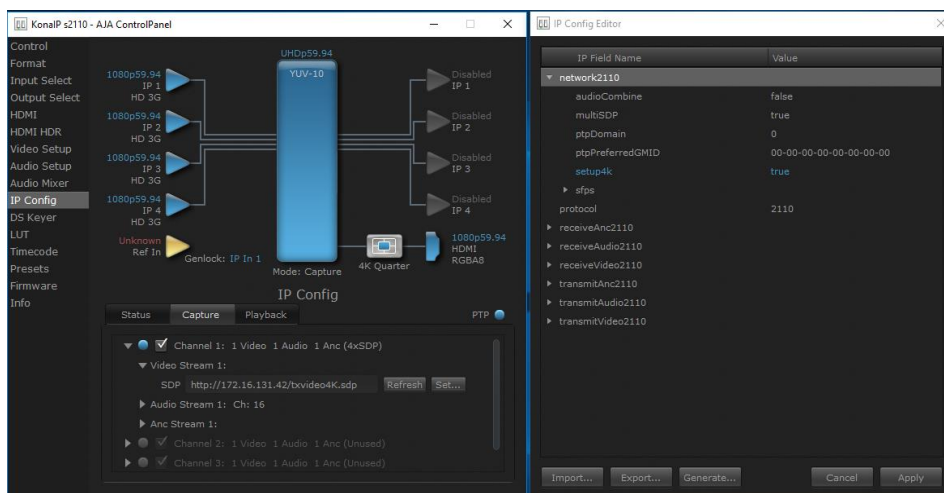 KonaIP s2110 - AJA ControlPanel
Control
Format
Input Select
Output Select
HDMI
HDMI HDR
Video Setup
Audio Setup
Audio Mixer
IP Config
DS Keyer
LUT
Timecode
Presets
Firmware
Info
UHDp59.94
YUV-10
1080p59.94
IP 1
HD 3G
1080p59.94
IP 2
HD 3G
1080p59.94
IP 3
HD 3G
1080p59.94
IP 4
HD 3G
Unknown
Ref In
Genlock: IP In 1
Mode: Capture
Disabled
IP 1
Disabled
IP 2
Disabled
IP 3
Disabled
IP 4
4K Quarter
1080p59.94
HDMI
RGBA8
IP Config
Status Capture Playback PTP
Channel 1: 1 Video 1 Audio 1 Anc (4xSDP)
Video Stream 1:
SDP http://172.16.131.42/txvideo4K.sdp Refresh Set...
Audio Stream 1: Ch: 16
Anc Stream 1:
Channel 2: 1 Video 1 Audio 1 Anc (Unused)
Channel 3: 1 Video 1 Audio 1 Anc (Unused)
IP Config Editor
IP Field Name Value
network2110
audioCombine false
multiSDP true
ptpDomain 0
ptpPreferredGMID 00-00-00-00-00-00-00-00
setup4k true
sfps
protocol 2110
receiveAnc2110
receiveAudio2110
receiveVideo2110
transmitAnc2110
transmitAudio2110
transmitVideo2110
Import... Export... Generate... Cancel Apply